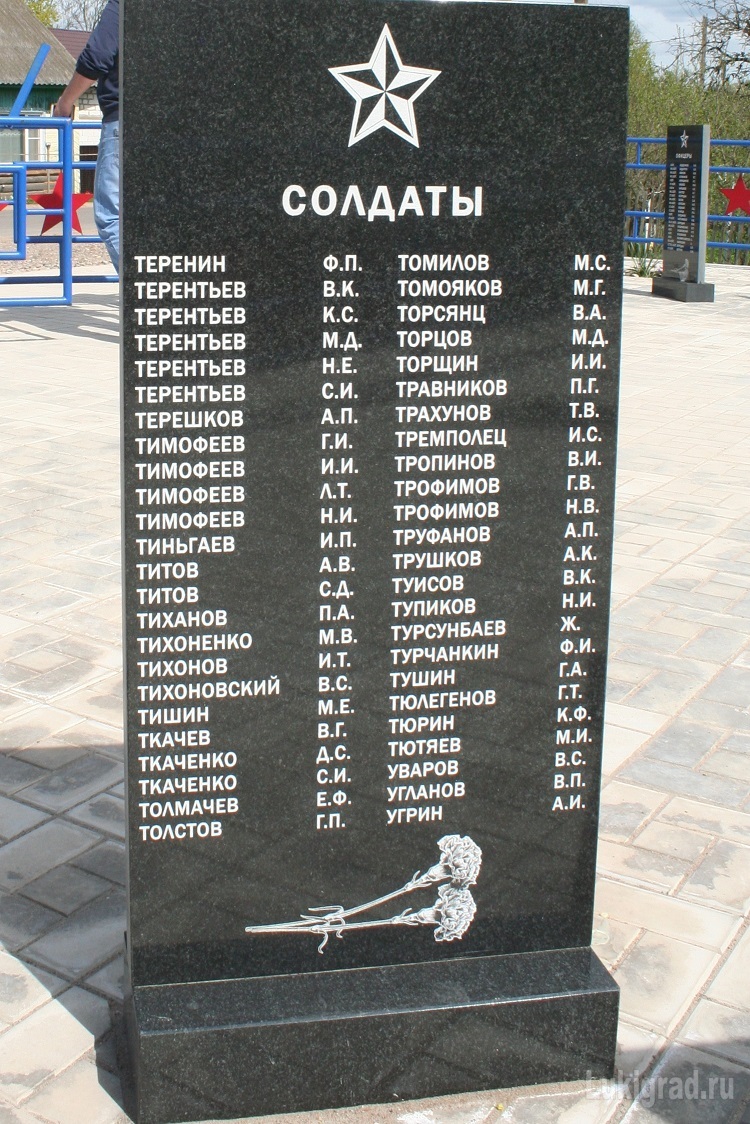 СОЛДАТЫ
ТЕРЕНИН Ф.П.
ТЕРЕНТЬЕВ В.К.
ТЕРЕНТЬЕВ К.С.
ТЕРЕНТЬЕВ М.Д.
ТЕРЕНТЬЕВ Н.Е.
ТЕРЕНТЬЕВ С.И.
ТЕРЕШКОВ А.П.
ТИМОФЕЕВ Г.И.
ТИМОФЕЕВ И.И.
ТИМОФЕЕВ Л.Т.
ТИМОФЕЕВ Н.И.
ТИНЬГАЕВ И.П.
ТИТОВ А.В.
ТИТОВ С.Д.
ТИХАНОВ П.А.
ТИХОНЕНКО М.В.
ТИХОНОВ И.Т.
ТИХОНОВСКИЙ В.С.
ТИШИН М.Е.
ТКАЧЕВ В.Г.
ТКАЧЕНКО Д.С.
ТКАЧЕНКО С.И.
ТОЛМАЧЕВ Е.Ф.
ТОЛСТОВ Г.П.
ТОМИЛОВ М.С.
ТОМОЯКОВ М.Г.
ТОРСЯНЦ В.А.
ТОРЦОВ М.Д.
ТОРЩИН И.И.
ТРАВНИКОВ П.Г.
ТРАХУНОВ Т.В.
ТРЕМПОЛЕЦ И.С.
ТРОПИНОВ В.И.
ТРОФИМОВ Г.В.
ТРОФИМОВ Н.В.
ТРУФАНОВ А.П.
ТРУШКОВ А.К.
ТУИСОВ В.К.
ТУПИКОВ Н.И.
ТУРСУНБАЕВ Ж.
ТУРЧАНКИН Ф.И.
ТУШИН Г.А.
ТЮЛЕГЕНОВ Г.Т.
ТЮРИН К.Ф.
ТЮТЯЕВ М.И.
УВАРОВ В.С.
УГЛАНОВ В.П.
УГРИН А.И.
ОФИЦЕРЫ
Lukigrad.ru